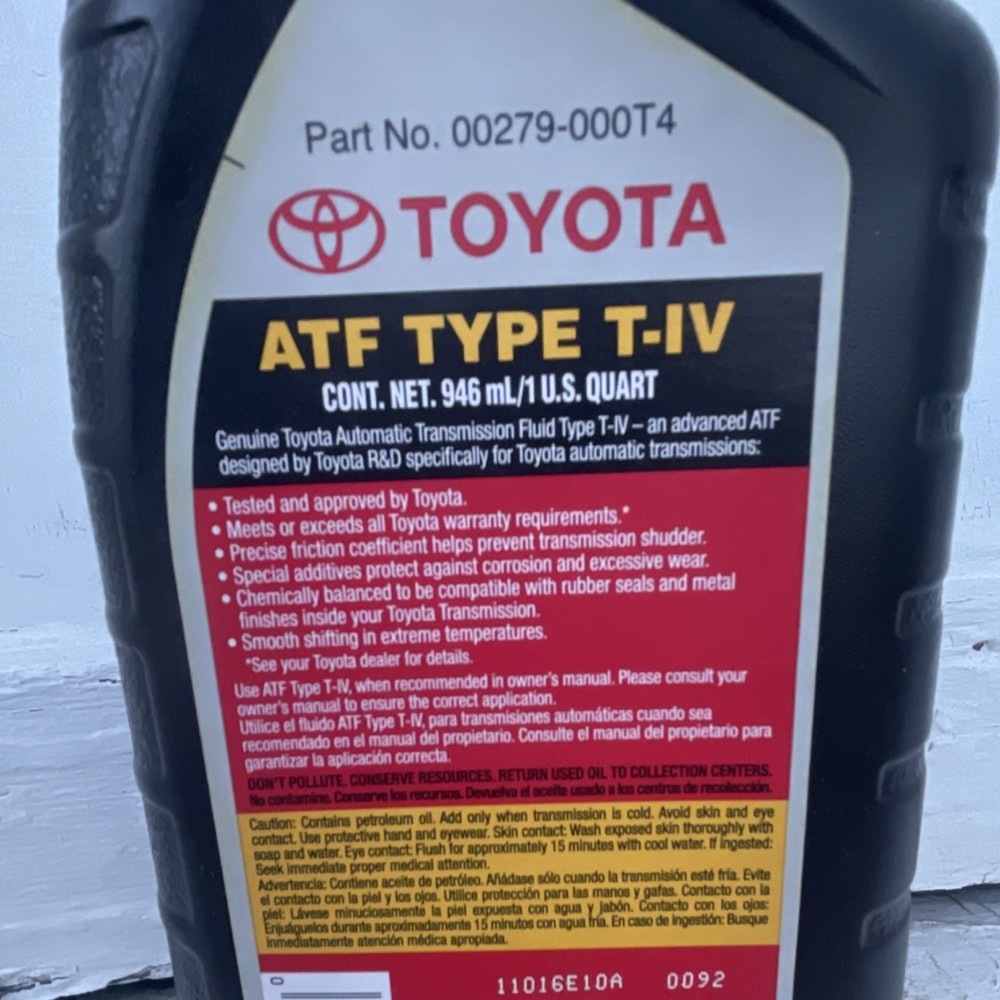 Part No. 00279-000T4
TOYOTA
ATF TYPE T-IV
CONT. NET. 946 mL/1 U.S. QUART
Genuine Toyota Automatic Transmission Fluid Type T-IV – an advanced ATF
designed by Toyota R&D specifically for Toyota automatic transmissions:
• Tested and approved by Toyota.
• Meets or exceeds all Toyota warranty requirements.*
• Precise friction coefficient helps prevent transmission shudder.
• Special additives protect against corrosion and excessive wear.
• Chemically balanced to be compatible with rubber seals and metal
finishes inside your Toyota Transmission.
• Smooth shifting in extreme temperatures.
*See your Toyota dealer for details.
Use ATF Type T-IV, when recommended in owner's manual. Please consult your
owner's manual to ensure the correct application.
Utilice el fluido ATF Type T-IV, para transmisiones automáticas cuando sea
recomendado en el manual del propietario. Consulte el manual del propietario para
garantizar la aplicación correcta.
DON'T POLLUTE. CONSERVE RESOURCES. RETURN USED OIL TO COLLECTION CENTERS.
No contamine. Conserve los recursos. Devuelva el aceite usado a los centros de recolección.
Caution: Contains petroleum oil. Add only when transmission is cold. Avoid skin and eye
contact. Use protective hand and eyewear. Skin contact: Wash exposed skin thoroughly with
soap and water. Eye contact: Flush for approximately 15 minutes with cool water. If ingested:
Seek immediate proper medical attention.
Advertencia: Contiene aceite de petróleo. Añádase sólo cuando la transmisión esté fría. Evite
el contacto con la piel y los ojos. Utilice protección para las manos y gafas. Contacto con la
piel: Lávese minuciosamente la piel expuesta con agua y jabón. Contacto con los ojos:
Enjuáguelos durante aproximadamente 15 minutos con agua fría. En caso de ingestión: Busque
inmediatamente atención médica apropiada.
11016E10A 0092
0